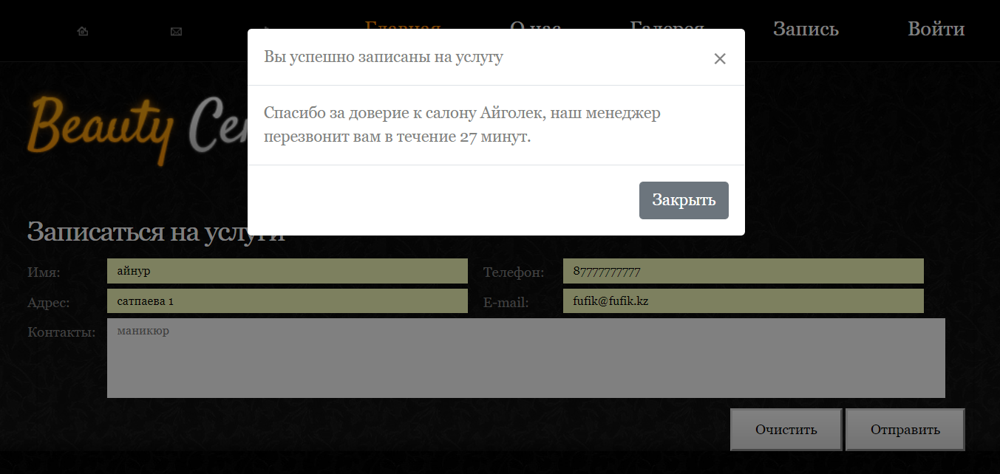 Главная О нас Галерея Запись Войти
Вы успешно записаны на услугу
×
Beauty
Спасибо за доверие к салону Айголек, наш менеджер
перезвонит вам в течение 27 минут.
Закрыть
Записаться на услуги
Имя: айнур Телефон: 87777777777
Адрес: сатпаева 1 E-mail: fufik@fufik.kz
Контакты: маникюр
Очистить Отправить